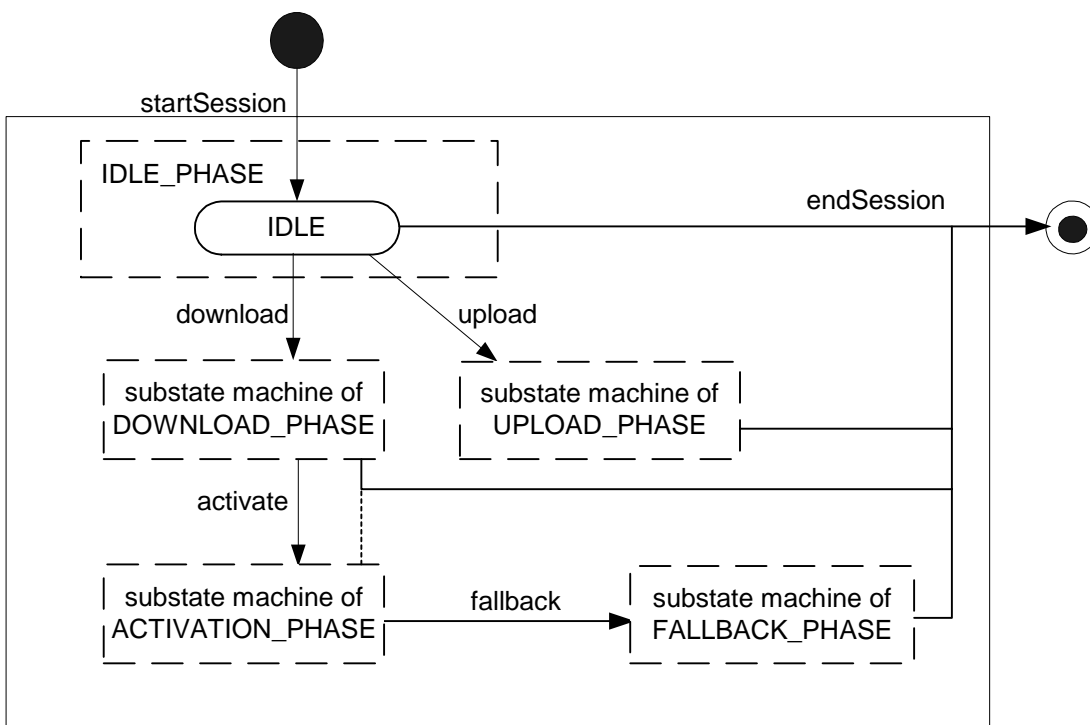 startSession
IDLE_PHASE
IDLE
endSession
download
upload
substate machine of
DOWNLOAD_PHASE
substate machine of
UPLOAD_PHASE
activate
substate machine of
ACTIVATION_PHASE
fallback
substate machine of
FALLBACK_PHASE